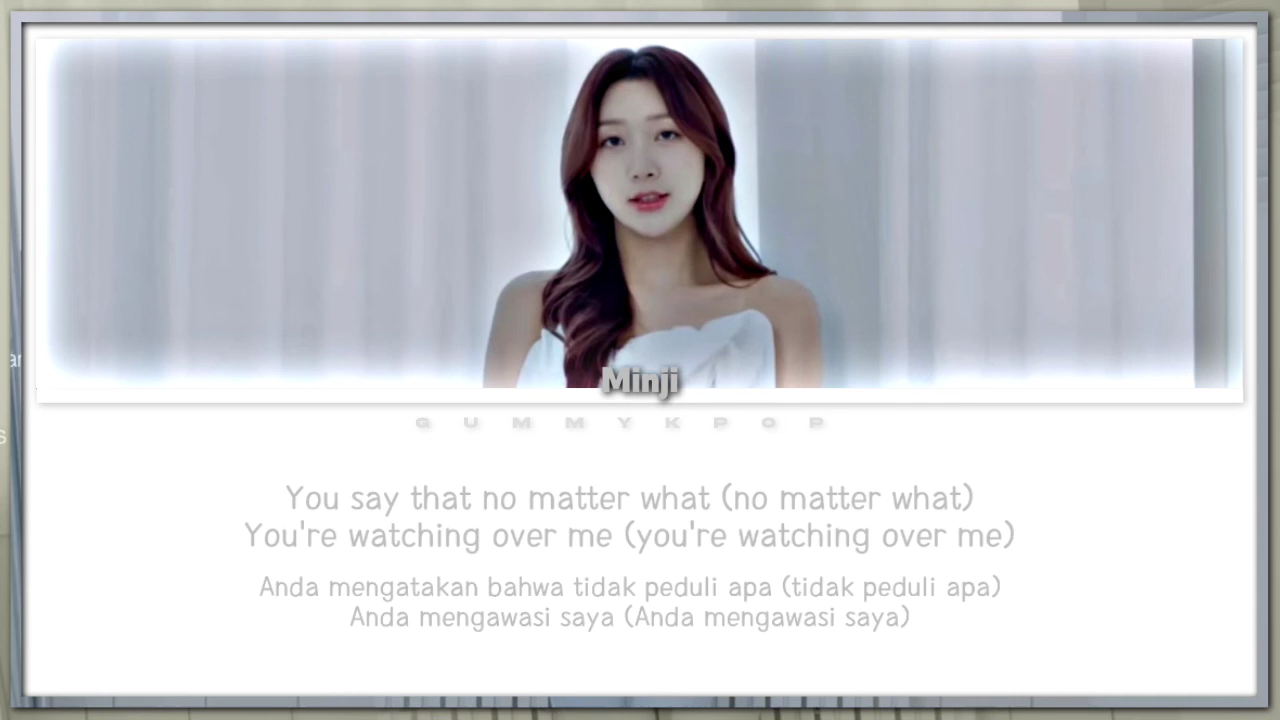 Minji
GUMMYKPOP
You say that no matter what (no matter what)
You're watching over me (you're watching over me)
Anda mengatakan bahwa tidak peduli apa (tidak peduli apa)
Anda mengawasi saya (Anda mengawasi saya)